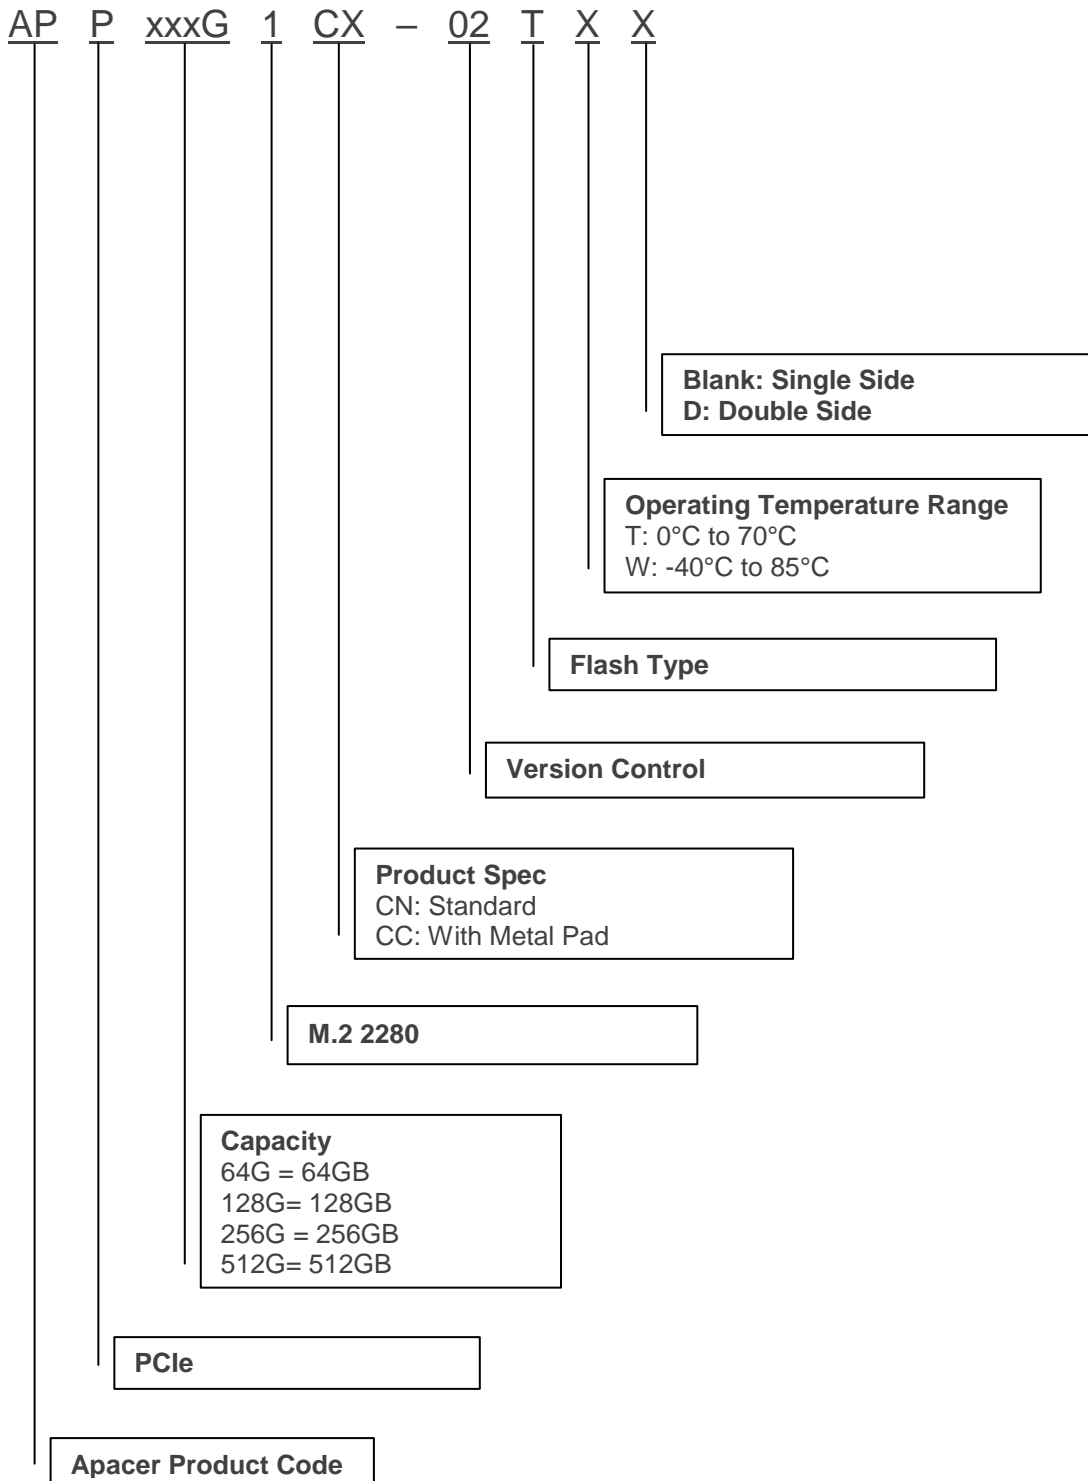 AP P xxxG 1 CX – 02 T X X
Blank: Single Side
D: Double Side
Operating Temperature Range
T: 0°C to 70°C
W: -40°C to 85°C
Flash Type
Version Control
Product Spec
CN: Standard
CC: With Metal Pad
M.2 2280
Capacity
64G = 64GB
128G= 128GB
256G = 256GB
512G= 512GB
PCIe
Apacer Product Code